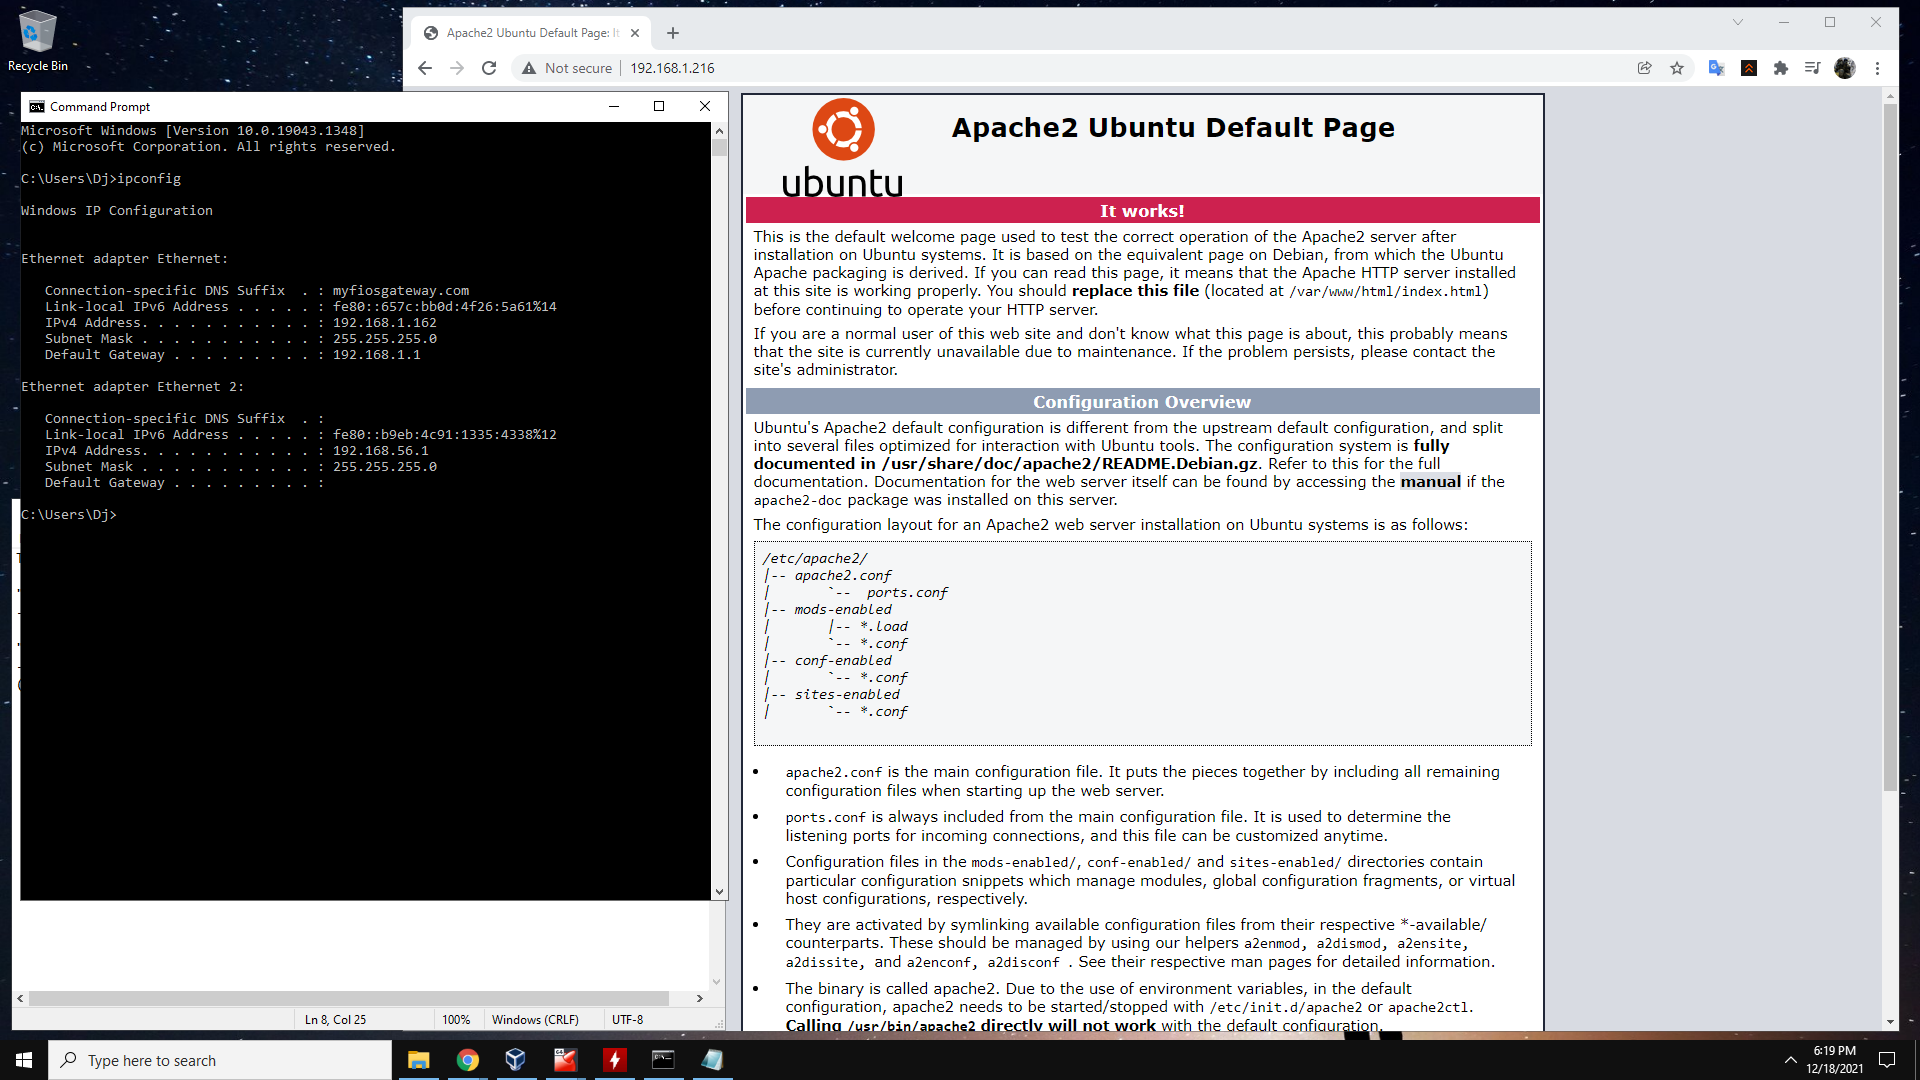 Recycle Bin
Apache2 Ubuntu Default Page: It
Not secure
192.168.1.216
Command Prompt
Microsoft Windows [Version 10.0.19043.1348]
(c) Microsoft Corporation. All rights reserved.
C:\Users\Dj>ipconfig
Windows IP Configuration
Ethernet adapter Ethernet:
Connection-specific DNS Suffix  . : myfiosgateway.com
Link-local IPv6 Address . . . . . : fe80::657c:bb0d:4f26:5a61%14
IPv4 Address. . . . . . . . . . . : 192.168.1.162
Subnet Mask . . . . . . . . . . . : 255.255.255.0
Default Gateway . . . . . . . . . : 192.168.1.1
Ethernet adapter Ethernet 2:
Connection-specific DNS Suffix  . :
Link-local IPv6 Address . . . . . : fe80::b9eb:4c91:1335:4338%12
IPv4 Address. . . . . . . . . . . : 192.168.56.1
Subnet Mask . . . . . . . . . . . : 255.255.255.0
Default Gateway . . . . . . . . . :
C:\Users\Dj>
Ln 8, Col 25
100%
Windows (CRLF)
UTF-8
ubuntu
Apache2 Ubuntu Default Page
It works!
This is the default welcome page used to test the correct operation of the Apache2 server after
installation on Ubuntu systems. It is based on the equivalent page on Debian, from which the Ubuntu
Apache packaging is derived. If you can read this page, it means that the Apache HTTP server installed
at this site is working properly. You should replace this file (located at /var/www/html/index.html)
before continuing to operate your HTTP server.
If you are a normal user of this web site and don't know what this page is about, this probably means
that the site is currently unavailable due to maintenance. If the problem persists, please contact the
site's administrator.
Configuration Overview
Ubuntu's Apache2 default configuration is different from the upstream default configuration, and split
into several files optimized for interaction with Ubuntu tools. The configuration system is fully
documented in /usr/share/doc/apache2/README.Debian.gz. Refer to this for the full
documentation. Documentation for the web server itself can be found by accessing the manual if the
apache2-doc package was installed on this server.
The configuration layout for an Apache2 web server installation on Ubuntu systems is as follows:
/etc/apache2/
|-- apache2.conf
|       `--  ports.conf
|-- mods-enabled
|       |-- *.load
|       `-- *.conf
|-- conf-enabled
|       `-- *.conf
|-- sites-enabled
|       `-- *.conf
• apache2.conf is the main configuration file. It puts the pieces together by including all remaining
configuration files when starting up the web server.
• ports.conf is always included from the main configuration file. It is used to determine the
listening ports for incoming connections, and this file can be customized anytime.
• Configuration files in the mods-enabled/, conf-enabled/ and sites-enabled/ directories contain
particular configuration snippets which manage modules, global configuration fragments, or virtual
host configurations, respectively.
• They are activated by symlinking available configuration files from their respective *-available/
counterparts. These should be managed by using our helpers a2enmod, a2dismod, a2ensite,
a2dissite, and a2enconf, a2disconf . See their respective man pages for detailed information.
• The binary is called apache2. Due to the use of environment variables, in the default
configuration, apache2 needs to be started/stopped with /etc/init.d/apache2 or apache2ctl.
Calling /usr/bin/apache2 directly will not work with the default configuration.
Type here to search
6:19 PM
12/18/2021